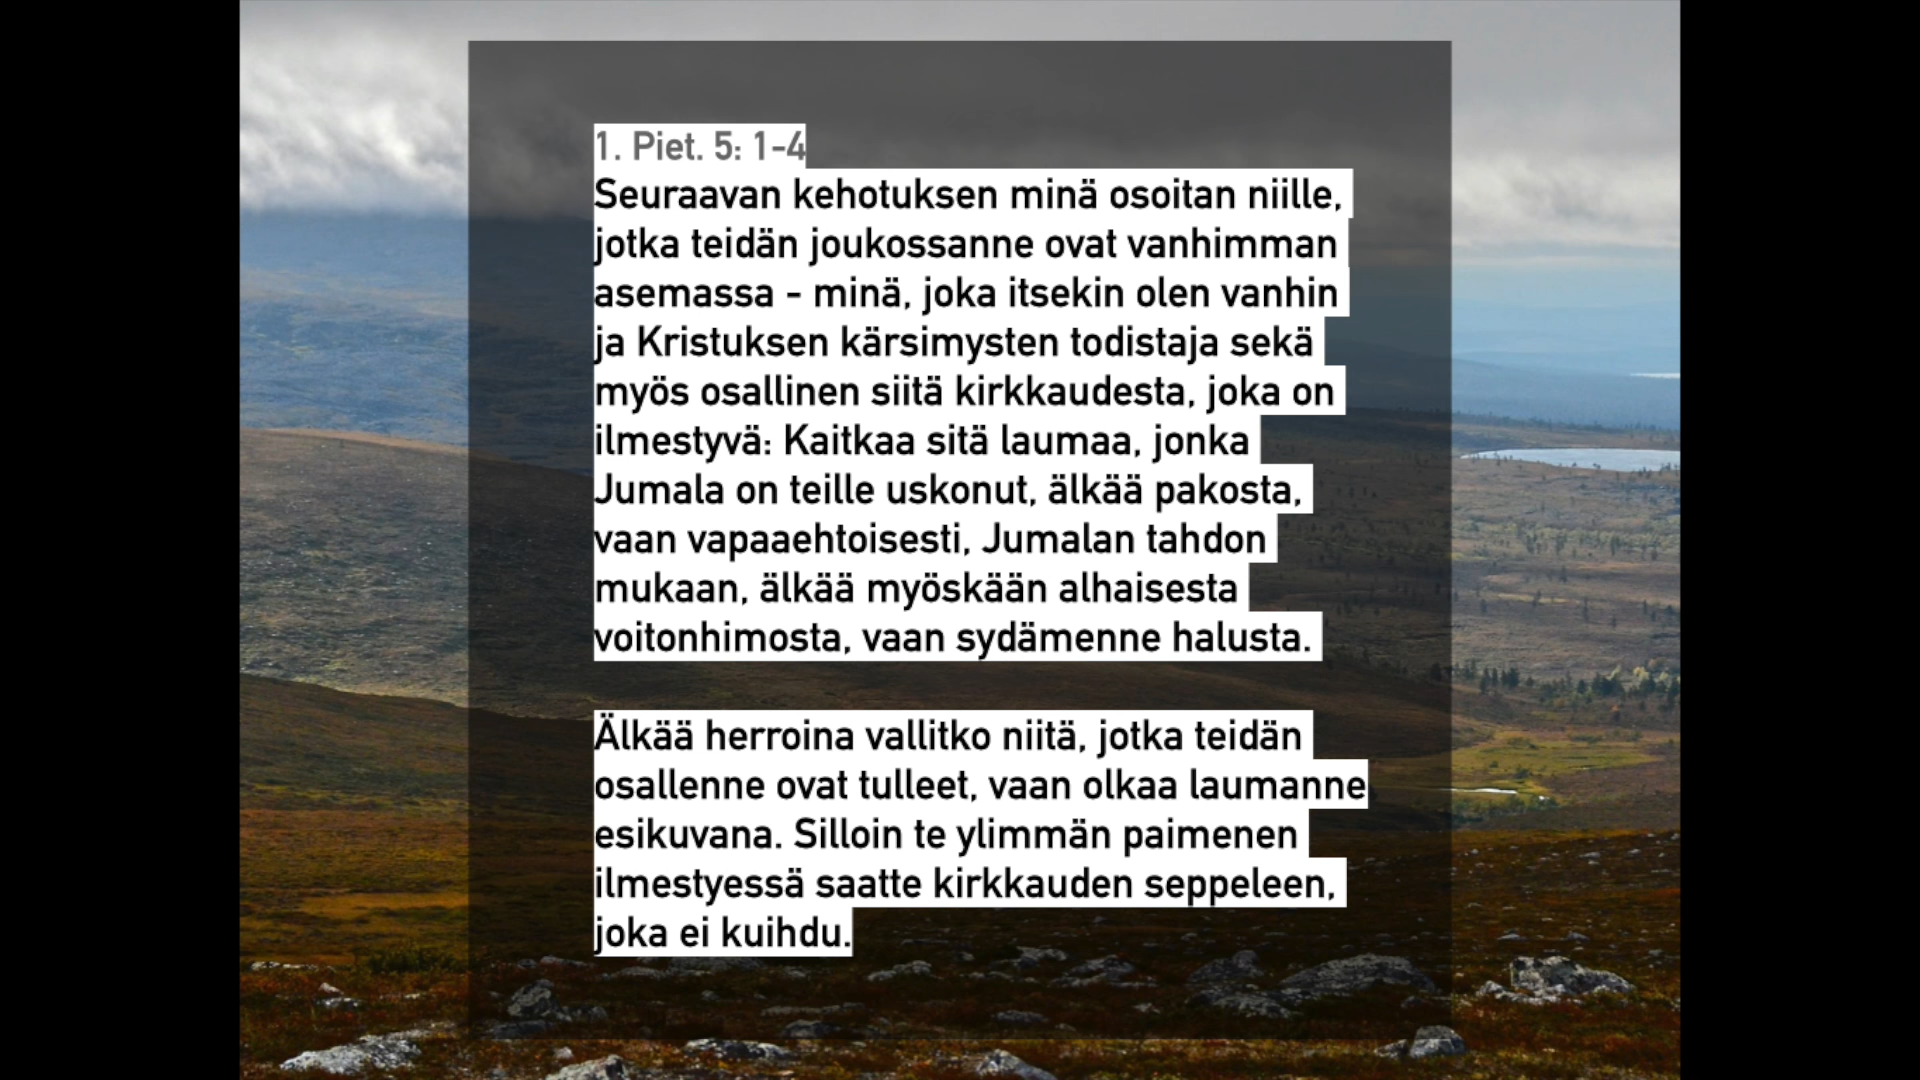 1. Piet. 5: 1-4
Seuraavan kehotuksen minä osoitan niille,
jotka teidän joukossanne ovat vanhimman
asemassa - minä, joka itsekin olen vanhin
ja Kristuksen kärsimysten todistaja sekä
myös osallinen siitä kirkkaudesta, joka on
ilmestyvä: Kaitkaa sitä laumaa, jonka
Jumala on teille uskonut, älkää pakosta,
vaan vapaaehtoisesti, Jumalan tahdon
mukaan, älkää myöskään alhaisesta
voitonhimosta, vaan sydämenne halusta.
Älkää herroina vallitko niitä, jotka teidän
osallenne ovat tulleet, vaan olkaa laumanne
esikuvana. Silloin te ylimmän paimenen
ilmestyessä saatte kirkkauden seppeleen,
joka ei kuihdu.